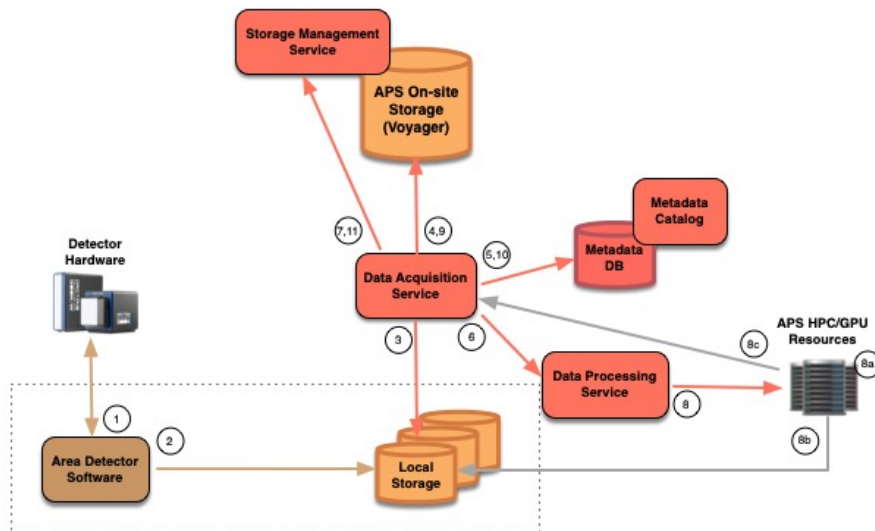 Storage Management
Service
APS On-site
Storage
(Voyager)
Metadata
Catalog
7,11
4,9
5,10
Metadata
DB
Detector
Hardware
Data Acquisition
Service
3
6
8c
APS HPC/GPU
Resources
8a
Data Processing
Service
8
1
2
8b
Area Detector
Software
Local
Storage